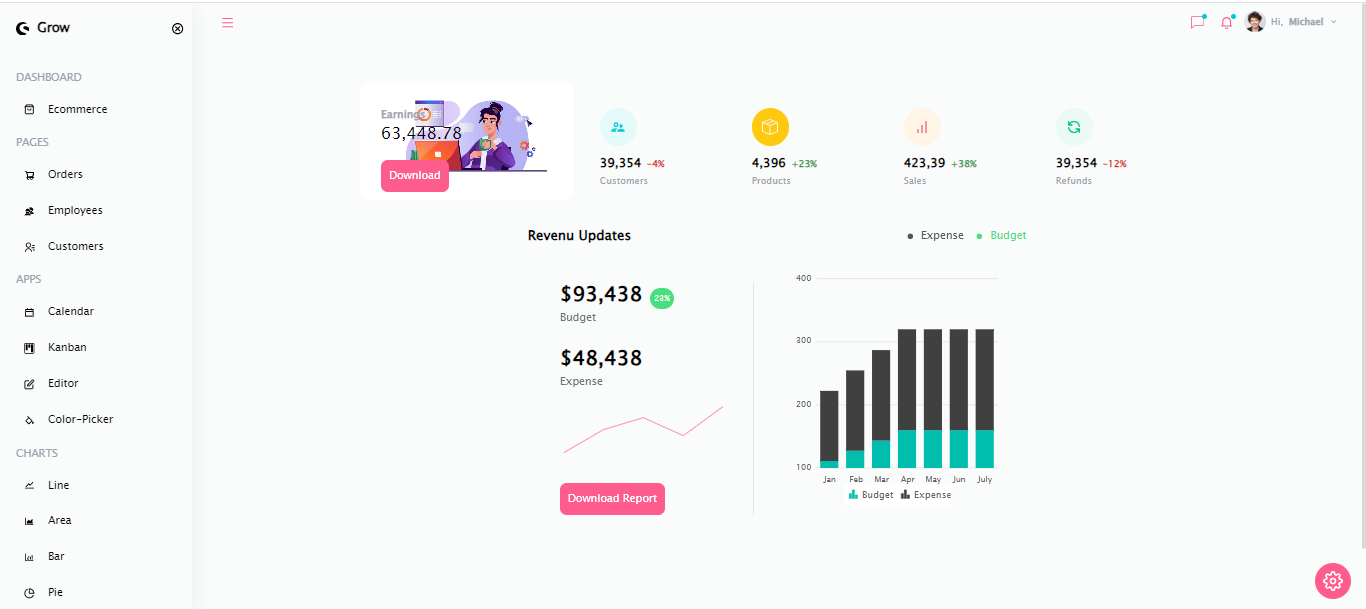 Grow
Hi, Michael
DASHBOARD
Ecommerce
PAGES
Orders
Employees
Customers
APPS
Calendar
Kanban
Editor
Color-Picker
CHARTS
Line
Area
Bar
Pie
Earnings
63,448.78
Download
39,354 -4%
Customers
4,396 +23%
Products
423,39 +38%
Sales
39,354 -12%
Refunds
Revenu Updates
Expense
Budget
$93,438 23%
Budget
$48,438
Expense
Download Report
400
300
200
100
Jan Feb Mar Apr May Jun July
Budget Expense